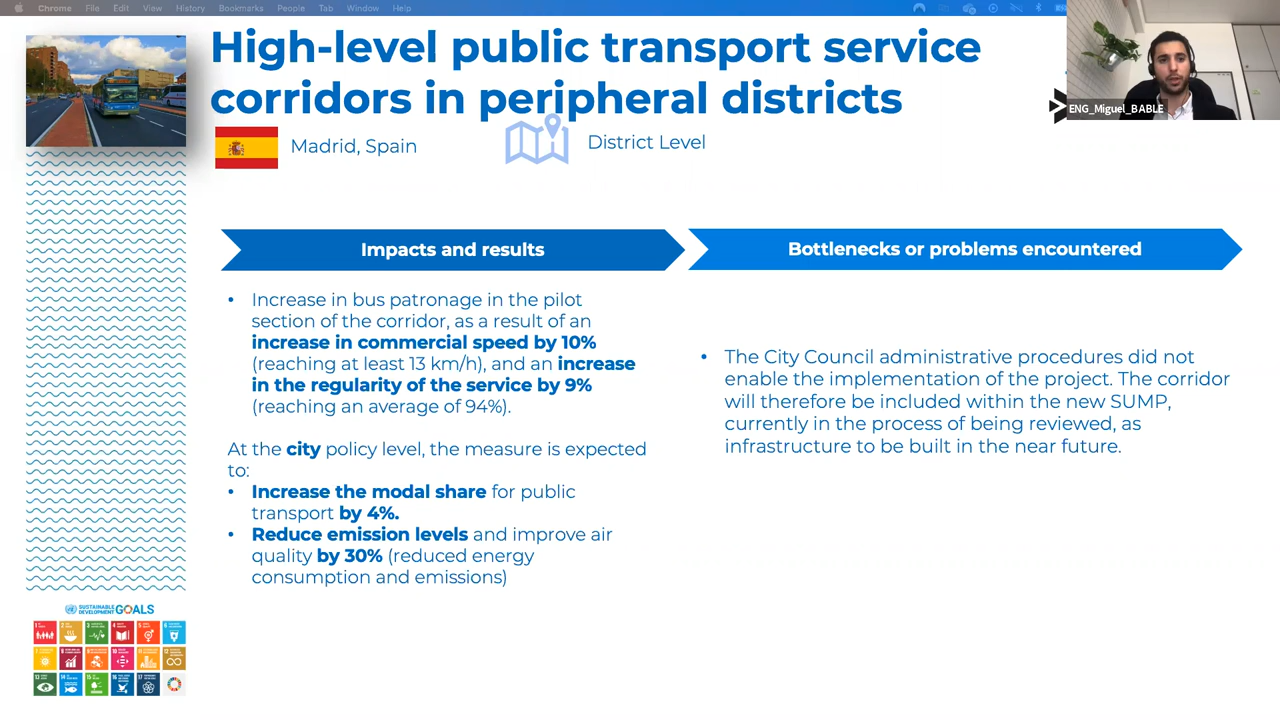 Chrome File Edit View History Bookmarks People Tab Window Help
High-level public transport service
corridors in peripheral districts
ENG_Miguel_BABLE
Madrid, Spain
District Level
Impacts and results
Bottlenecks or problems encountered
• Increase in bus patronage in the pilot
section of the corridor, as a result of an
increase in commercial speed by 10%
(reaching at least 13 km/h), and an increase
in the regularity of the service by 9%
(reaching an average of 94%).
At the city policy level, the measure is expected
to:
• Increase the modal share for public
transport by 4%.
• Reduce emission levels and improve air
quality by 30% (reduced energy
consumption and emissions)
• The City Council administrative procedures did not
enable the implementation of the project. The corridor
will therefore be included within the new SUMP,
currently in the process of being reviewed, as
infrastructure to be built in the near future.
SUSTAINABLE
DEVELOPMENT GOALS